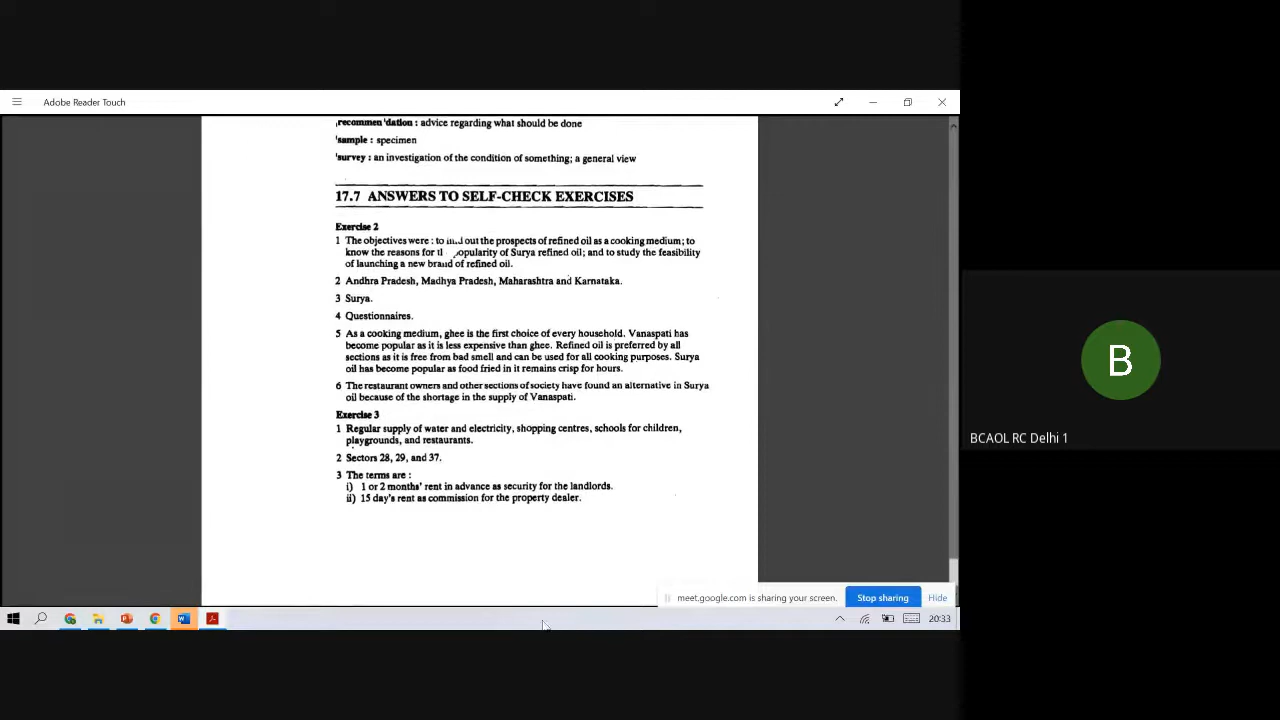 Adobe Reader Touch
recommen 'dation : advice regarding what should be done
'sample : specimen
'survey : an investigation of the condition of something; a general view
17.7 ANSWERS TO SELF-CHECK EXERCISES
Exercise 2
1 The objectives were : to out the prospects of refined oil as a cooking medium; to
know the reasons for opularity of Surya refined oil; and to study the feasibility
of launching a new brand of refined oil.
2 Andhra Pradesh, Madhya Pradesh, Maharashtra and Karnataka.
3 Surya.
4 Questionnaires.
5 As a cooking medium, ghee is the first choice of every household. Vanaspati has
become popular as it is less expensive than ghee. Refined oil is preferred by all
sections as it is free from bad smell and can be used for all cooking purposes. Surya
oil has become popular as food fried in it remains crisp for hours.
6 The restaurant owners and other sections of society have found an alternative in Surya
oil because of the shortage in the supply of Vanaspati.
Exercise 3
1 Regular supply of water and electricity, shopping centres, schools for children,
playgrounds, and restaurants.
2 Sectors 28, 29, and 37.
3 The terms are :
i) 1 or 2 months' rent in advance as security for the landlords.
ii) 15 day's rent as commission for the property dealer.
meet.google.com is sharing your screen.
Stop sharing
Hide
20:33
B
BCAOL RC Delhi 1